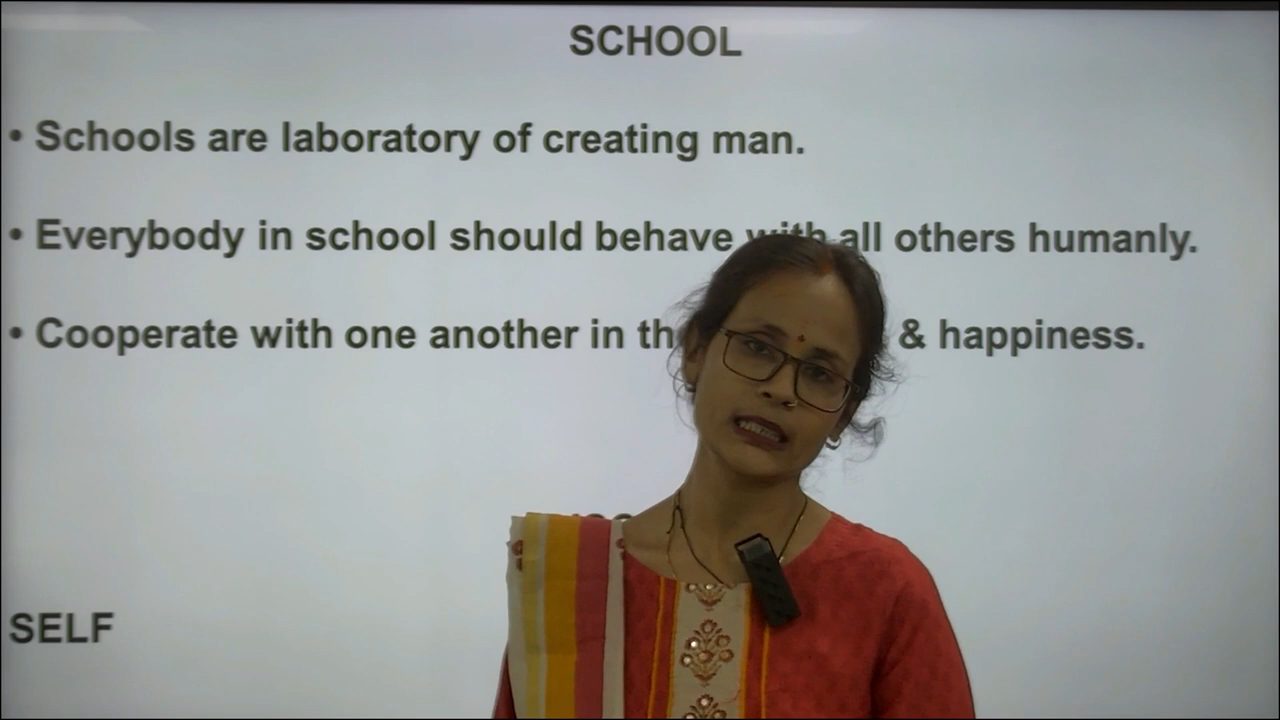 SCHOOL
• Schools are laboratory of creating man.
• Everybody in school should behave with all others humanly.
• Cooperate with one another in & happiness.
SELF